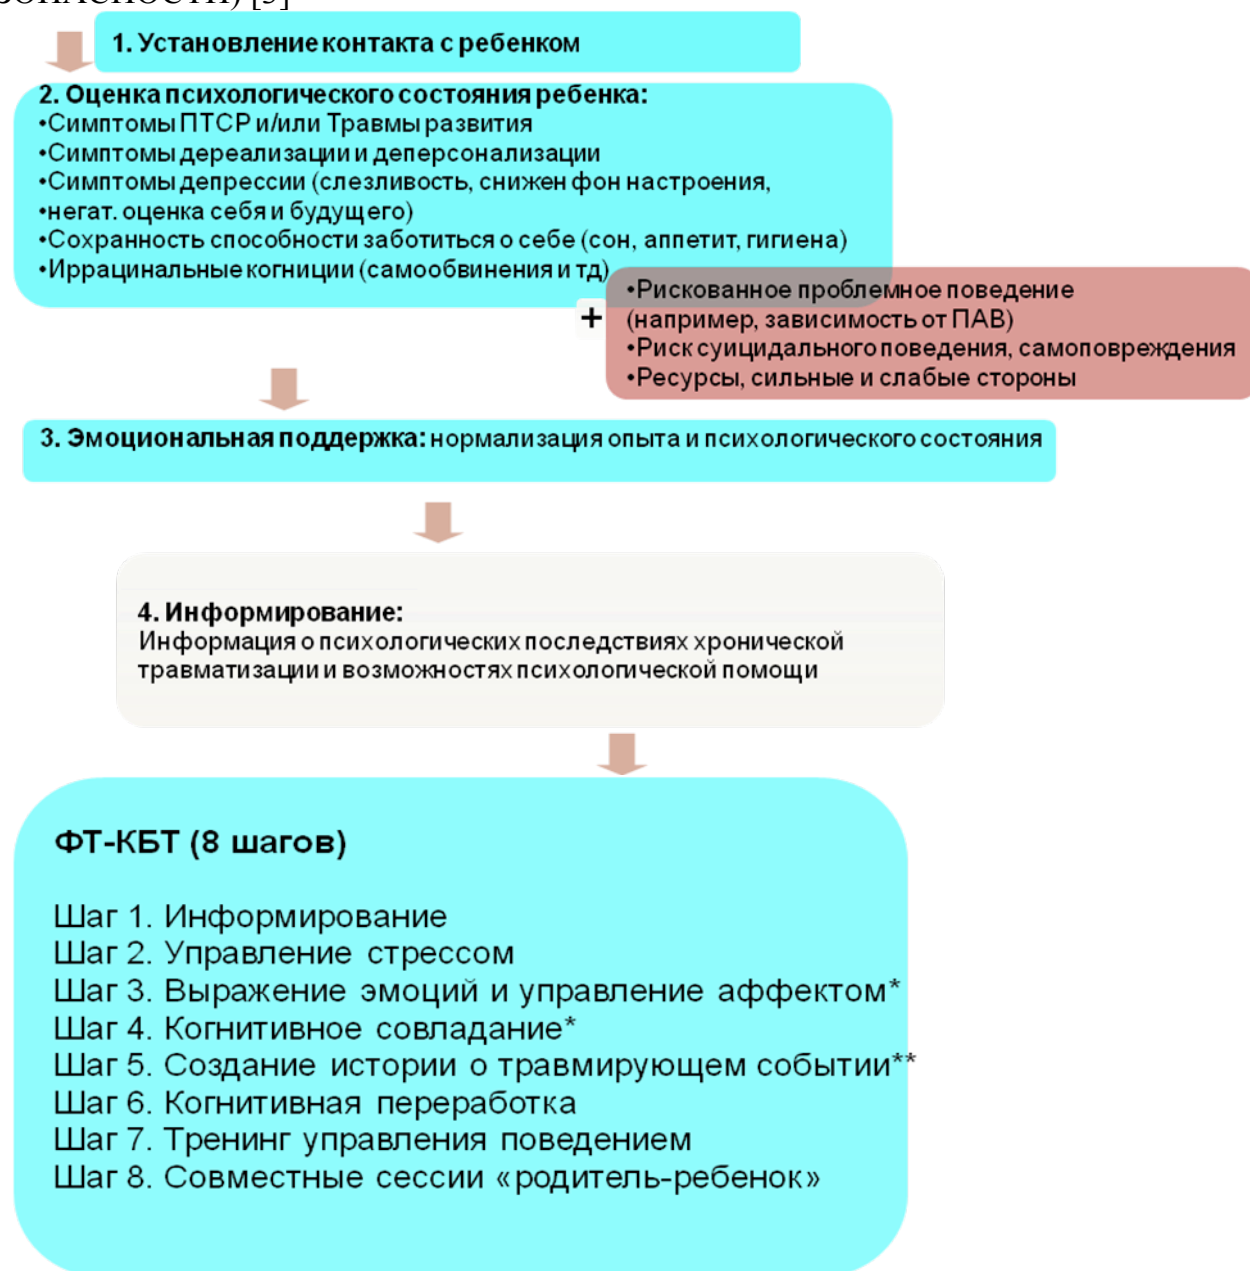 БЕЗОПАСНОСТИ) [5]
1. Установление контакта с ребенком
2. Оценка психологического состояния ребенка:
•Симптомы ПТСР и/или Травмы развития
•Симптомы дереализации и деперсонализации
•Симптомы депрессии (слезливость, снижен фон настроения,
•негат. оценка себя и будущего)
•Сохранность способности заботиться о себе (сон, аппетит, гигиена)
•Иррацинальные когниции (самообвинения и тд)
+
•Рискованное проблемное поведение
(например, зависимость от ПАВ)
•Риск суицидального поведения, самоповреждения
•Ресурсы, сильные и слабые стороны
3. Эмоциональная поддержка: нормализация опыта и психологического состояния
4. Информирование:
Информация о психологических последствиях хронической
травматизации и возможностях психологической помощи
ФТ-КБТ (8 шагов)
Шаг 1. Информирование
Шаг 2. Управление стрессом
Шаг 3. Выражение эмоций и управление аффектом*
Шаг 4. Когнитивное совладание*
Шаг 5. Создание истории о травмирующем событии**
Шаг 6. Когнитивная переработка
Шаг 7. Тренинг управления поведением
Шаг 8. Совместные сессии «родитель-ребенок»